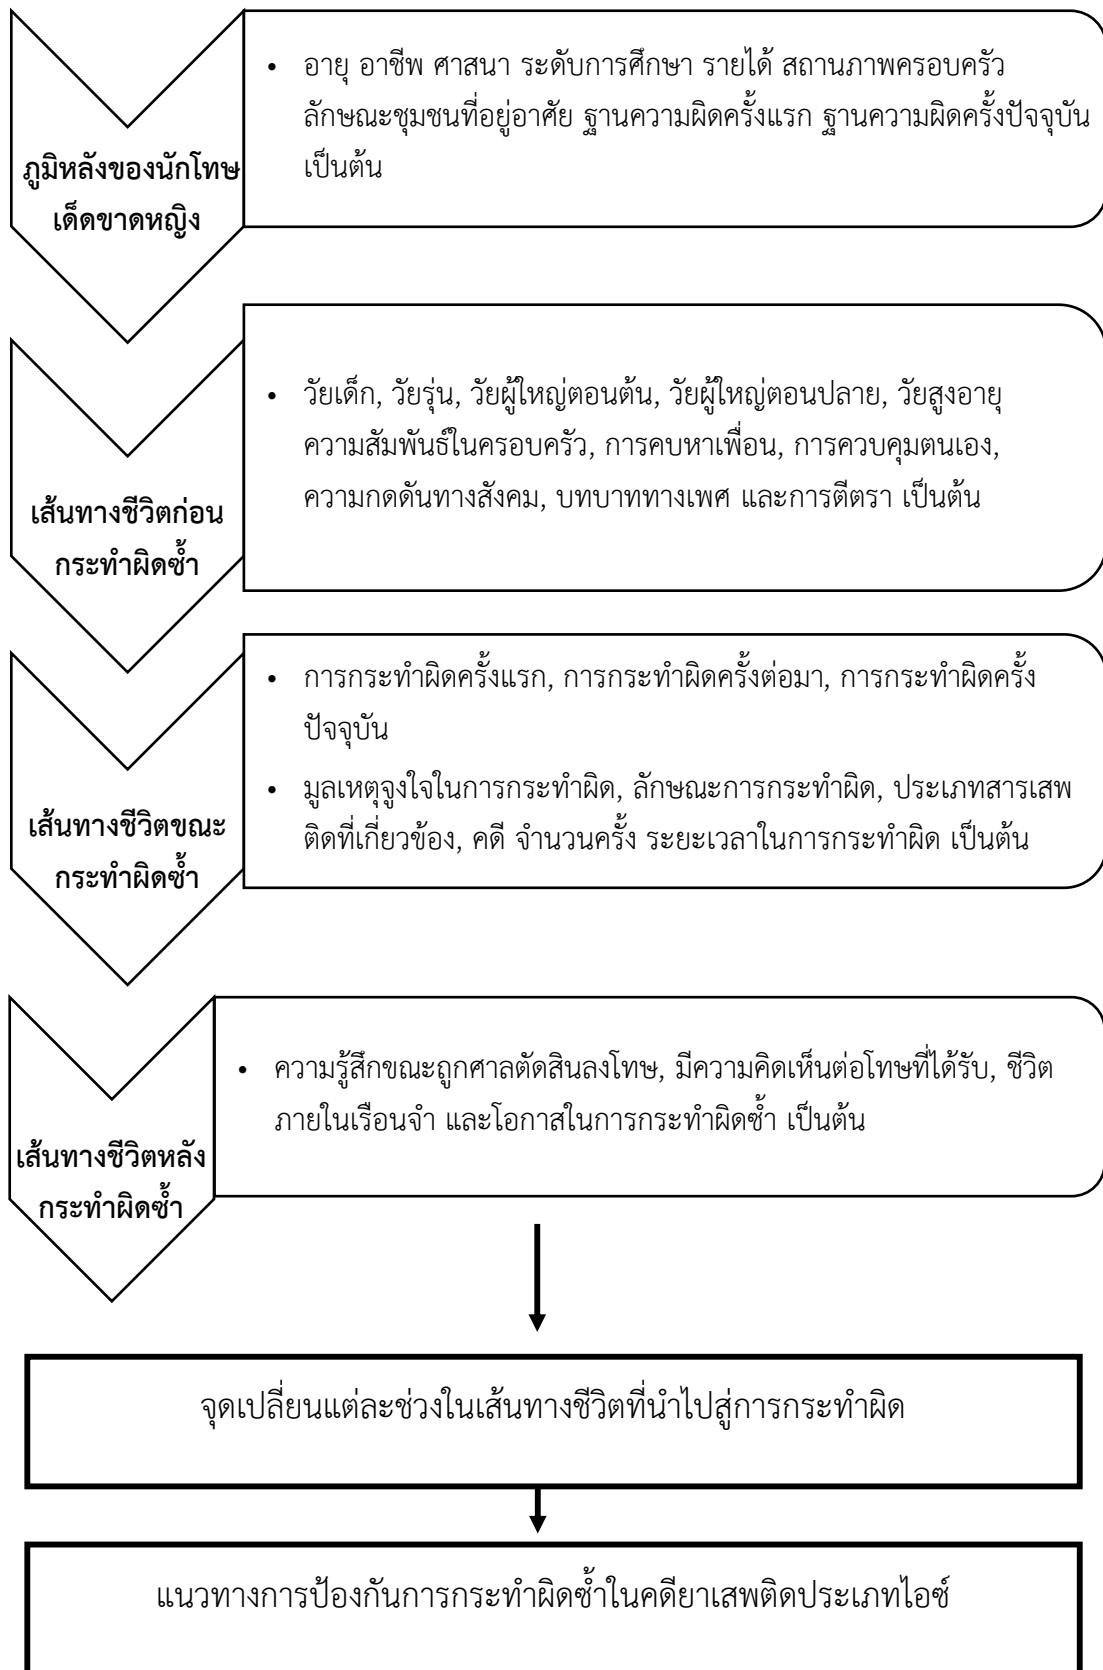 ภูมิหลังของนักโทษ
เด็ดขาดหญิง
• อายุ อาชีพ ศาสนา ระดับการศึกษา รายได้ สถานภาพครอบครัว
ลักษณะชุมชนที่อยู่อาศัย ฐานความผิดครั้งแรก ฐานความผิดครั้งปัจจุบัน
เป็นต้น
เส้นทางชีวิตก่อน
กระทำผิดซ้ำ
• วัยเด็ก, วัยรุ่น, วัยผู้ใหญ่ตอนต้น, วัยผู้ใหญ่ตอนปลาย, วัยสูงอายุ
ความสัมพันธ์ในครอบครัว, การคบหาเพื่อน, การควบคุมตนเอง,
ความกดดันทางสังคม, บทบาททางเพศ และการตีตรา เป็นต้น
เส้นทางชีวิตขณะ
กระทำผิดซ้ำ
• การกระทำผิดครั้งแรก, การกระทำผิดครั้งต่อมา, การกระทำผิดครั้ง
ปัจจุบัน
• มูลเหตุจูงใจในการกระทำผิด, ลักษณะการกระทำผิด, ประเภทสารเสพ
ติดที่เกี่ยวข้อง, คดี จำนวนครั้ง ระยะเวลาในการกระทำผิด เป็นต้น
เส้นทางชีวิตหลัง
กระทำผิดซ้ำ
• ความรู้สึกขณะถูกศาลตัดสินลงโทษ, มีความคิดเห็นต่อโทษที่ได้รับ, ชีวิต
ภายในเรือนจำ และโอกาสในการกระทำผิดซ้ำ เป็นต้น
จุดเปลี่ยนแต่ละช่วงในเส้นทางชีวิตที่นำไปสู่การกระทำผิด
แนวทางการป้องกันการกระทำผิดซ้ำในคดียาเสพติดประเภทไอซ์